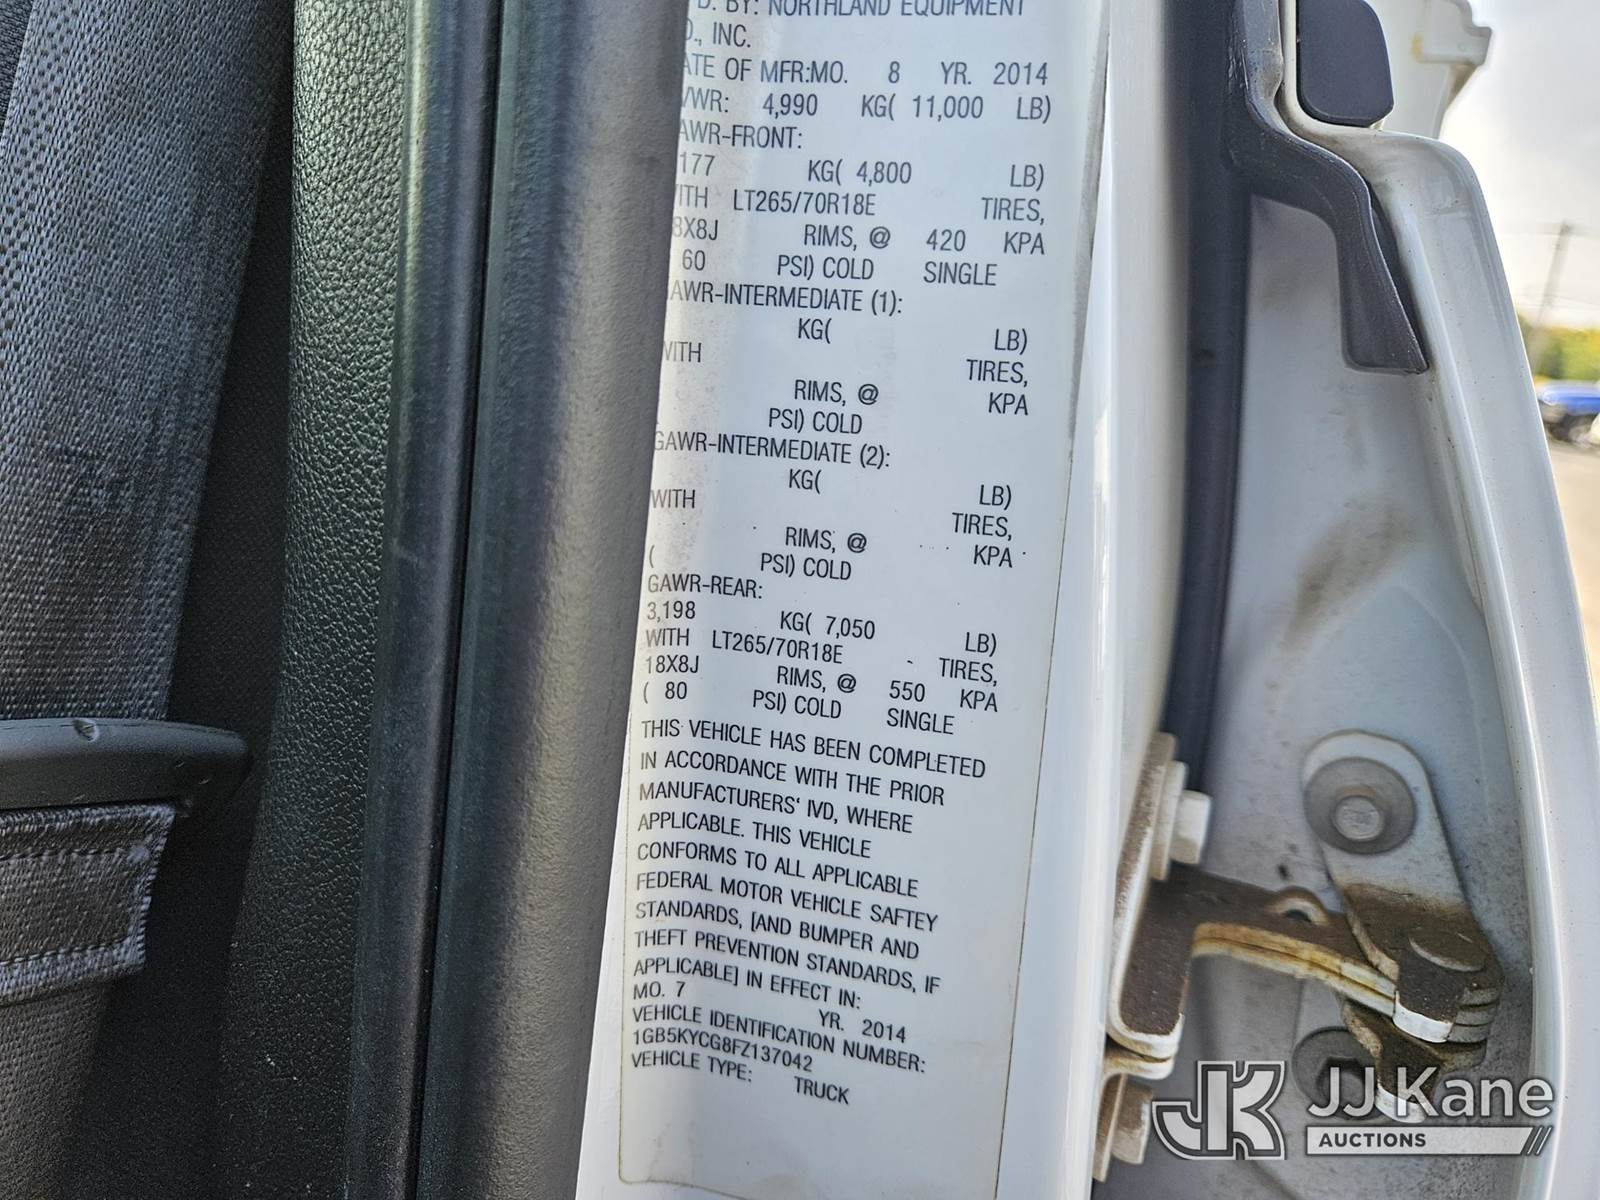 D. BY: NORTHLAND EQUIPMENT
INC.
OF MFR:MO. 8 YR. 2014
VWR: 4,990 KG( 11,000 LB)
AWR-FRONT:
177 KG( 4,800 LB)
LT265/70R18E TIRES,
8X8J RIMS, @ 420 KPA
60 PSI) COLD SINGLE
AWR-INTERMEDIATE (1):
KG( LB)
WITH TIRES,
RIMS, @ KPA
PSI) COLD
GAWR-INTERMEDIATE (2):
KG( LB)
WITH TIRES,
RIMS, @ KPA
( PSI) COLD
GAWR-REAR:
3,198 KG( 7,050 LB)
WITH LT265/70R18E TIRES,
18X8J RIMS, @ 550 KPA
( 80 PSI) COLD SINGLE
THIS VEHICLE HAS BEEN COMPLETED
IN ACCORDANCE WITH THE PRIOR
MANUFACTURERS' IVD, WHERE
APPLICABLE. THIS VEHICLE
CONFORMS TO ALL APPLICABLE
FEDERAL MOTOR VEHICLE SAFTEY
STANDARDS, [AND BUMPER AND
THEFT PREVENTION STANDARDS, IF
APPLICABLE] IN EFFECT IN:
MO. 7 YR. 2014
VEHICLE IDENTIFICATION NUMBER:
1GB5KYCG8FZ137042
VEHICLE TYPE: TRUCK
JK JJ Kane
AUCTIONS